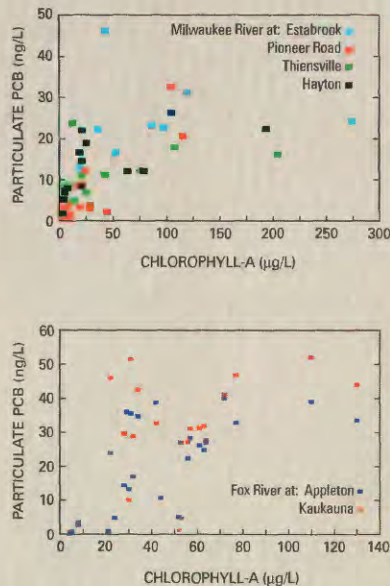 Milwaukee River at: Estabrook
Pioneer Road
Thiensville
Hayton
PARTICULATE PCB (ng/L)
50
40
30
20
10
0
0 50 100 150 200 250 300
CHLOROPHYLL-A (µg/L)
PARTICULATE PCB (ng/L)
60
50
40
30
20
10
0
Fox River at: Appleton
Kaukauna
0 20 40 60 80 100 120 140
CHLOROPHYLL-A (µg/L)